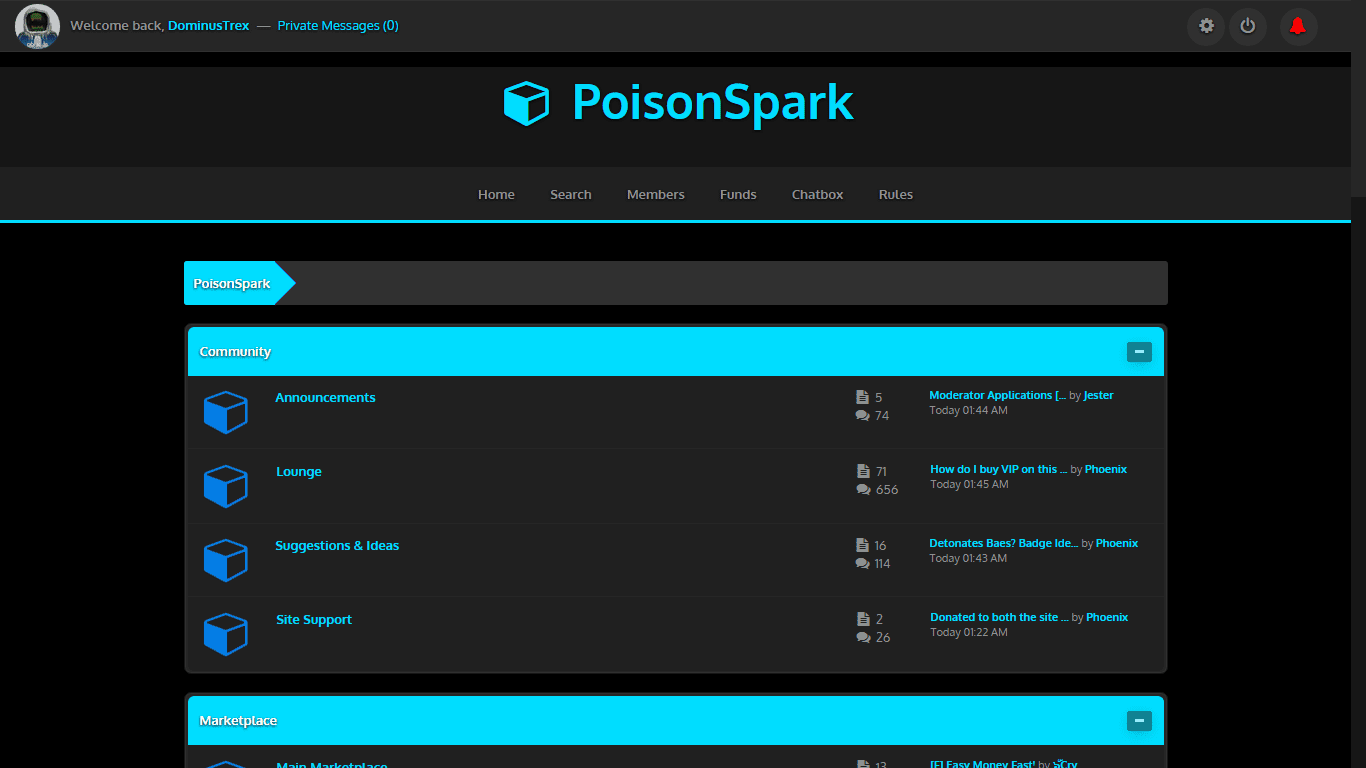 Welcome back, DominusTrex — Private Messages (0)
PoisonSpark
Home Search Members Funds Chatbox Rules
PoisonSpark
Community
Announcements
5
74
Moderator Applications [... by Jester
Today 01:44 AM
Lounge
71
656
How do I buy VIP on this ... by Phoenix
Today 01:45 AM
Suggestions & Ideas
16
114
Detonates Baes? Badge Ide... by Phoenix
Today 01:43 AM
Site Support
2
26
Donated to both the site ... by Phoenix
Today 01:22 AM
Marketplace
Main Marketplace
13
Easy Money Fast! by